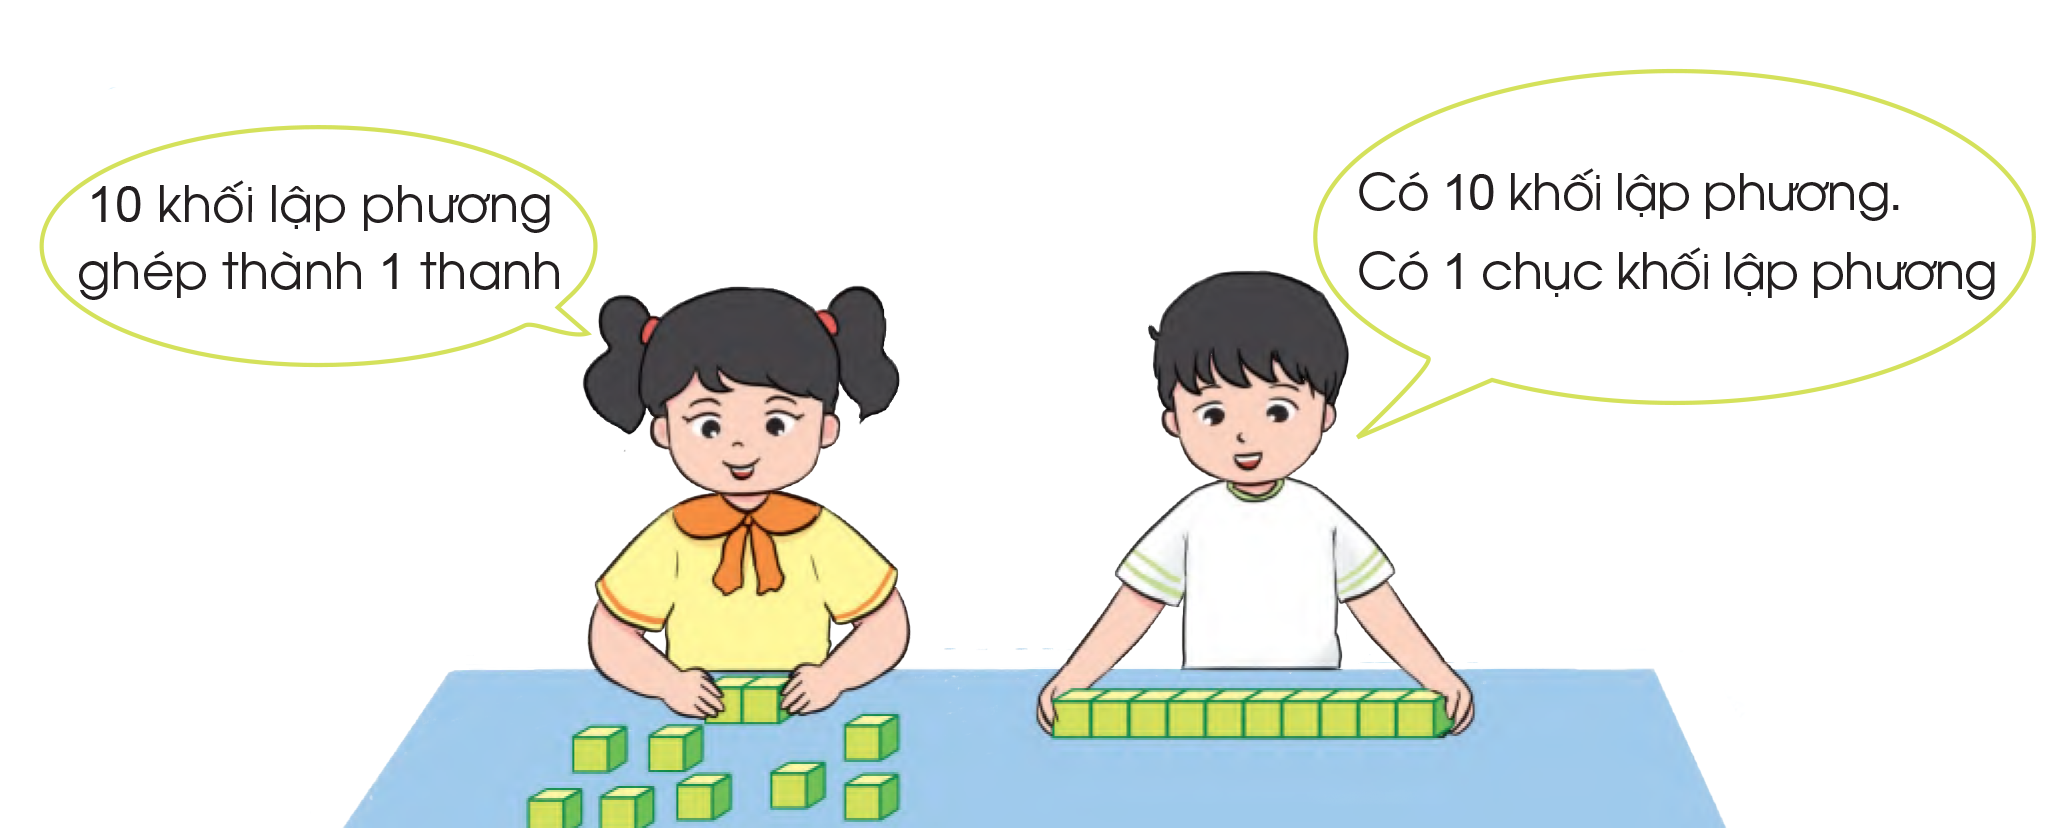 10 khối lập phương
ghép thành 1 thanh
Có 10 khối lập phương.
Có 1 chục khối lập phương